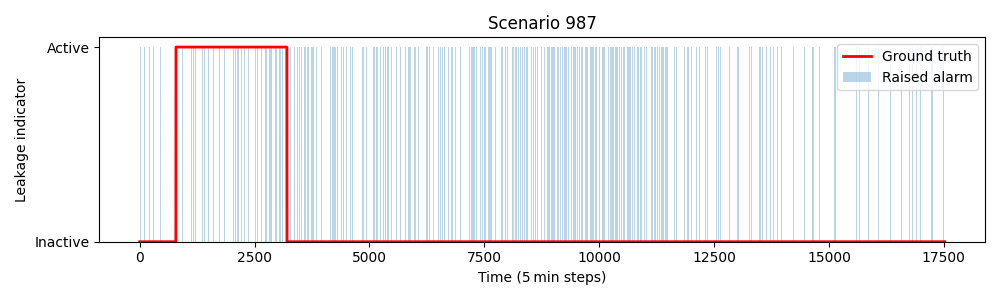 Scenario 987
Active
Inactive
Leakage indicator
Ground truth
Raised alarm
0 2500 5000 7500 10000 12500 15000 17500
Time (5 min steps)